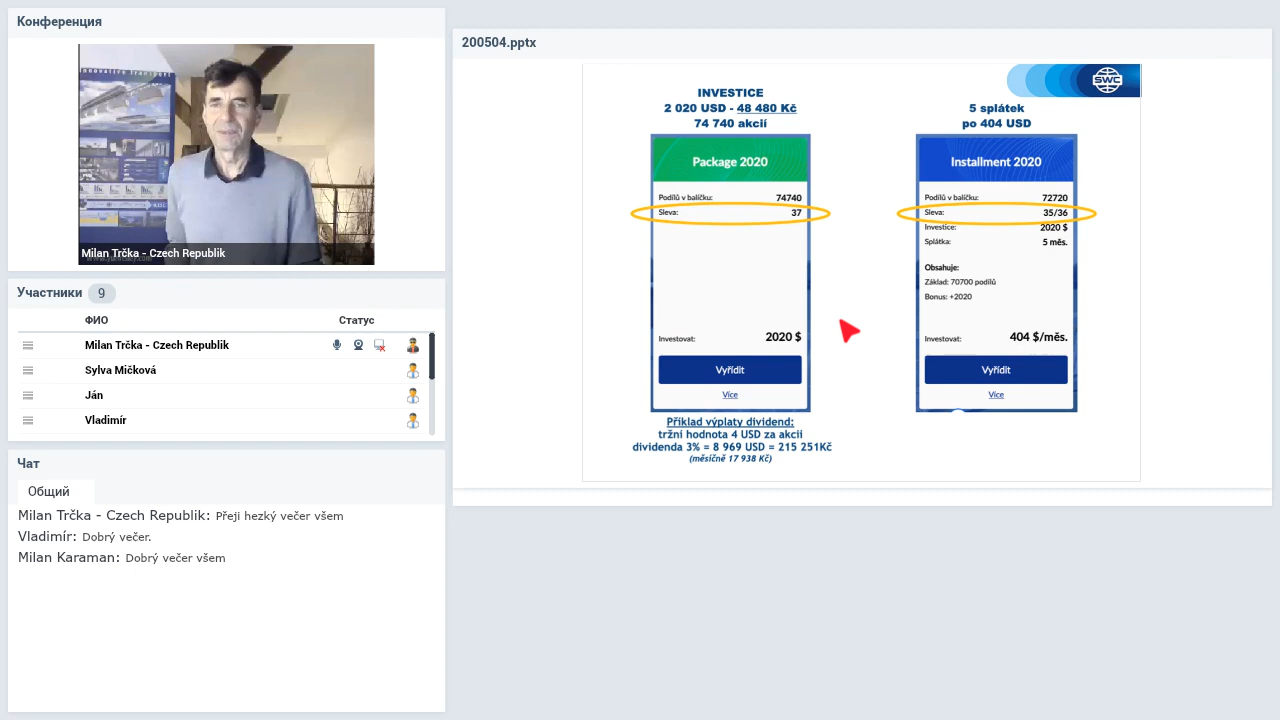 Конференция
Innovative Transport
Milan Trčka - Czech Republik
Участники 9
ФИО Статус
Milan Trčka - Czech Republik
Sylva Mičková
Ján
Vladimír
Чат
Общий
Milan Trčka - Czech Republik: Přeji hezký večer všem
Vladimír: Dobrý večer.
Milan Karaman: Dobrý večer všem
200504.pptx
SWC
INVESTICE
2 020 USD - 48 480 Kč
74 740 akcií
Package 2020
Podílů v balíčku: 74740
Sleva: 37
Investovat: 2020 $
Vyřídit
Více
Příklad výplaty dividend:
tržní hodnota 4 USD za akcii
dividenda 3% = 8 969 USD = 215 251Kč
(měsíčně 17 938 Kč)
5 splátek
po 404 USD
Installment 2020
Podílů v balíčku: 72720
Sleva: 35/36
Investice: 2020 $
Splátka: 5 měs.
Obsahuje:
Základ: 70700 podílů
Bonus: +2020
Investovat: 404 $/měs.
Vyřídit
Více